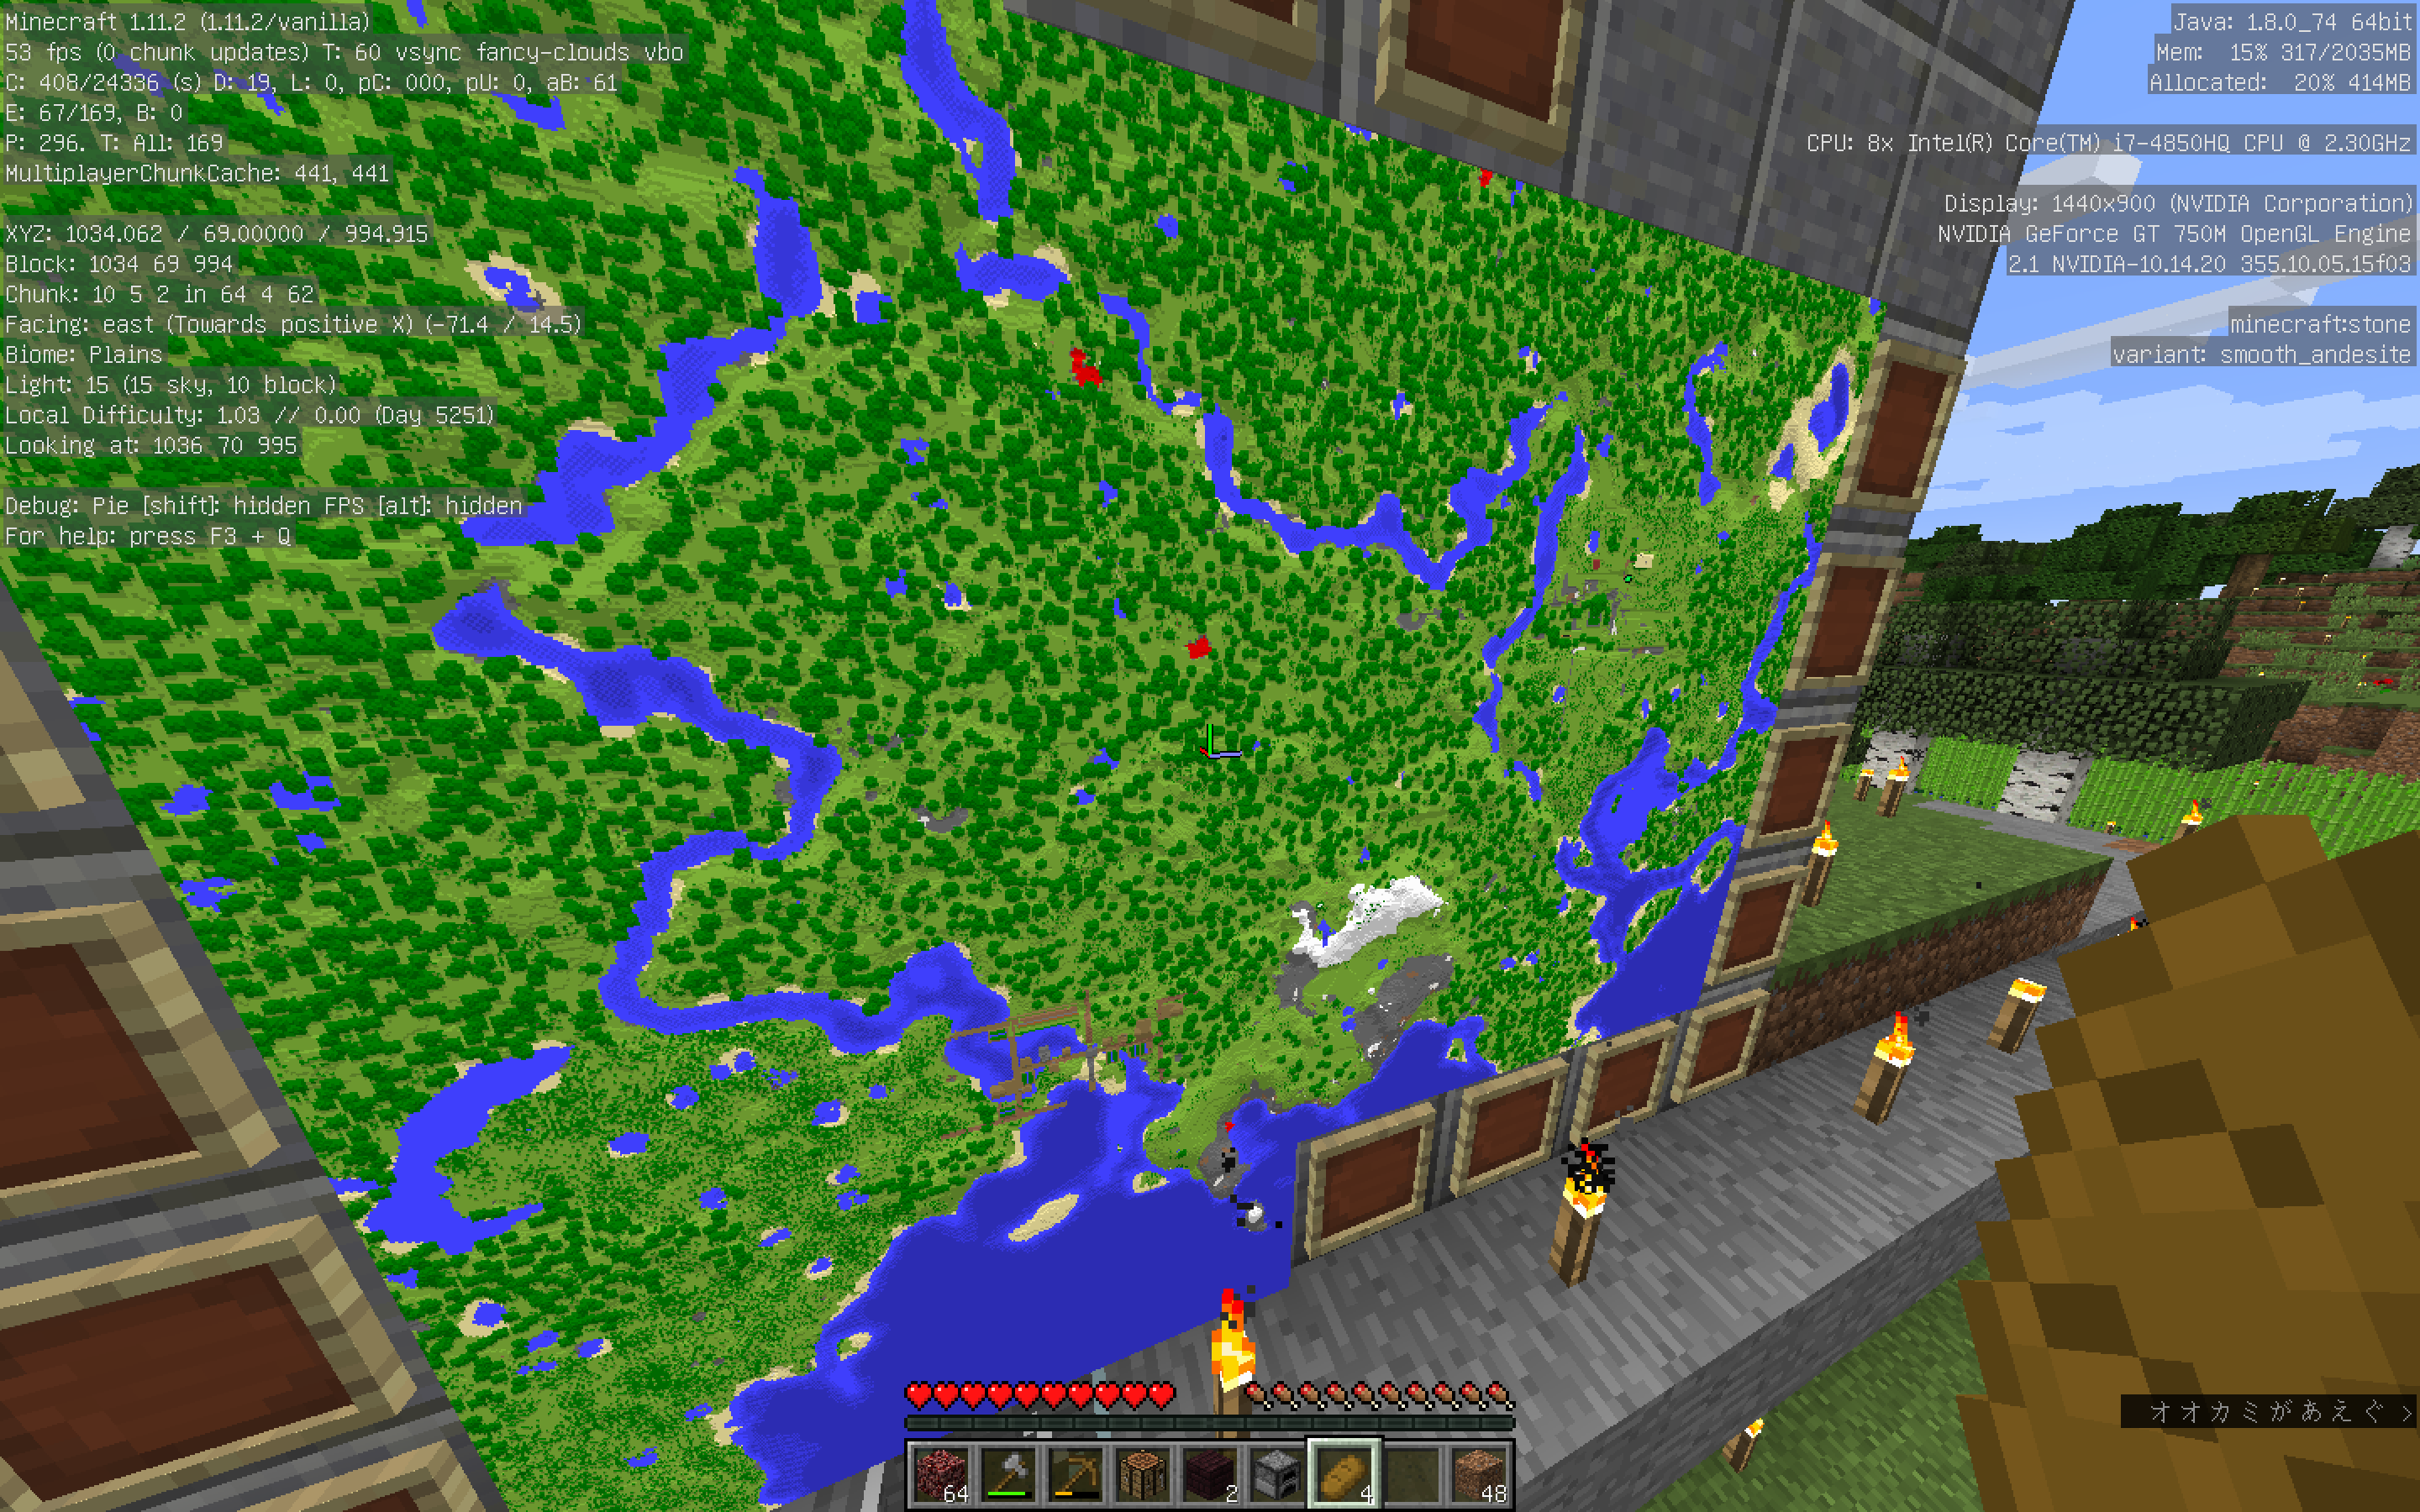 Minecraft 1.11.2 (1.11.2/vanilla)
53 fps (0 chunk updates) T: 60 vsync fancy-clouds vbo
C: 408/24336 (s) D: 19, L: 0, pC: 000, pU: 0, aB: 61
E: 67/169, B: 0
P: 296. T: All: 169
MultiplayerChunkCache: 441, 441
XYZ: 1034.062 / 69.00000 / 994.915
Block: 1034 69 994
Chunk: 10 5 2 in 64 4 62
Facing: east (Towards positive X) (-71.4 / 14.5)
Biome: Plains
Light: 15 (15 sky, 10 block)
Local Difficulty: 1.03 // 0.00 (Day 5251)
Looking at: 1036 70 995
Debug: Pie [shift]: hidden FPS [alt]: hidden
For help: press F3 + Q
Java: 1.8.0_74 64bit
Mem: 15% 317/2035MB
Allocated: 20% 414MB
CPU: 8x Intel(R) Core(TM) i7-4850HQ CPU @ 2.30GHz
Display: 1440x900 (NVIDIA Corporation)
NVIDIA GeForce GT 750M OpenGL Engine
2.1 NVIDIA-10.14.20 355.10.05.15f03
minecraft:stone
variant: smooth_andesite
オオカミがあえぐ >
64
2
4
48